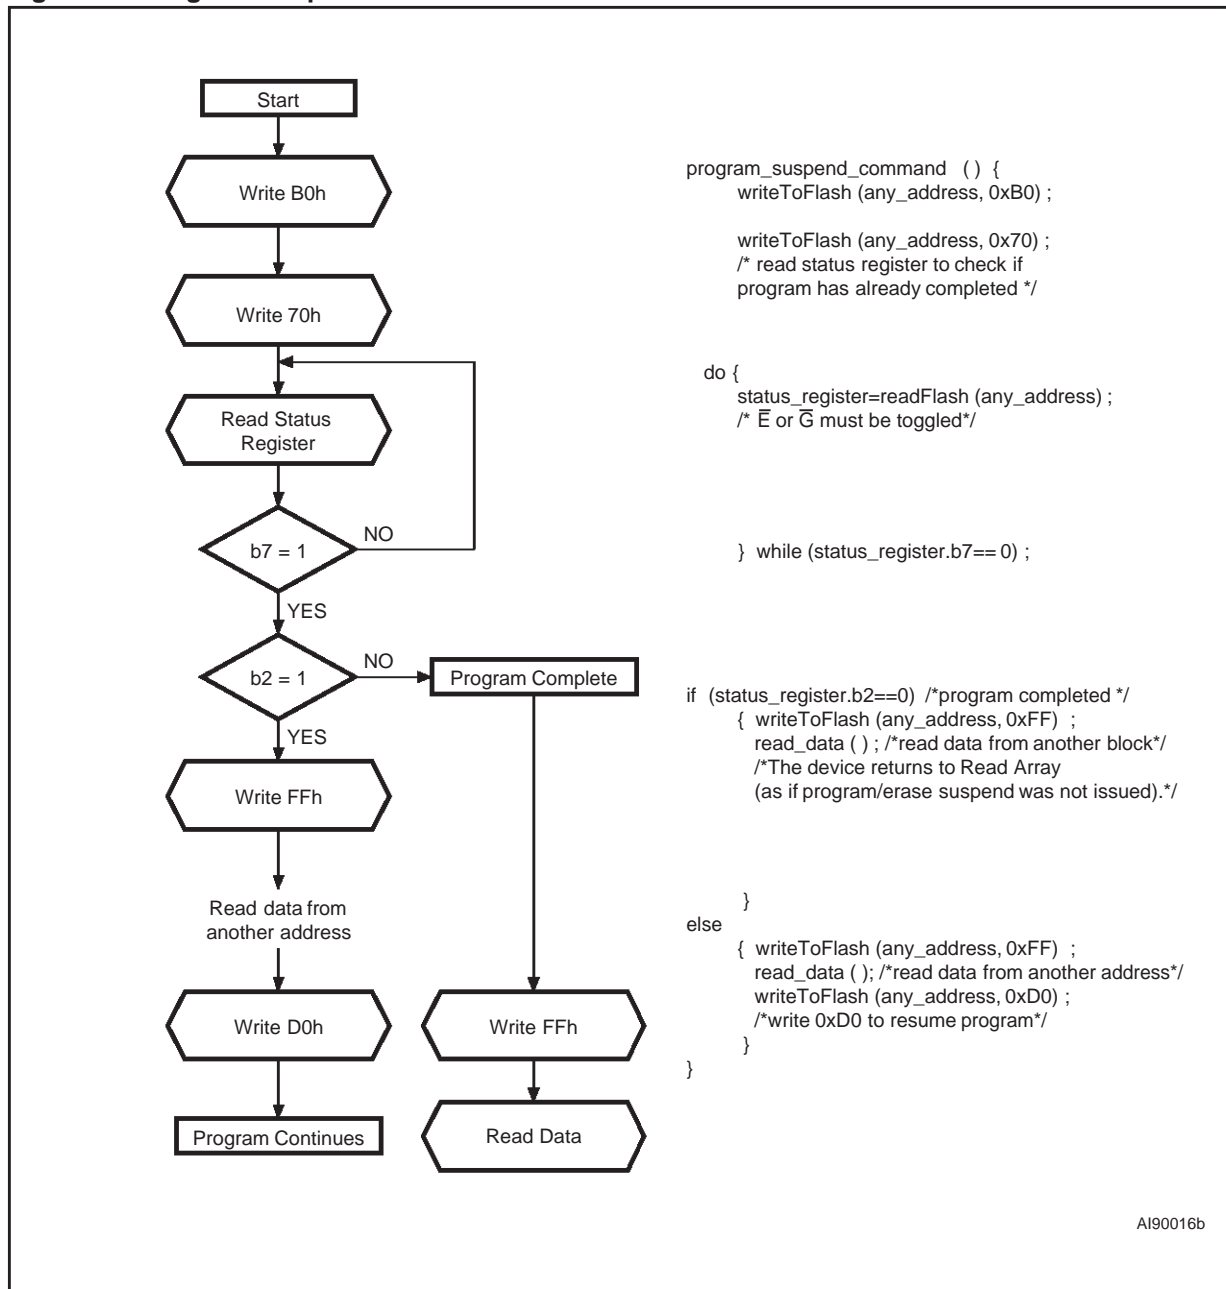 Start
Write B0h
Write 70h
Read Status
Register
b7 = 1
NO
YES
b2 = 1
NO
Program Complete
YES
Write FFh
Read data from
another address
Write D0h
Program Continues
Write FFh
Read Data
program_suspend_command ( ) {
writeToFlash (any_address, 0xB0) ;
writeToFlash (any_address, 0x70) ;
/* read status register to check if
program has already completed */
do {
status_register=readFlash (any_address) ;
/* E̅ or G̅ must be toggled*/
} while (status_register.b7== 0) ;
if (status_register.b2==0) /*program completed */
{ writeToFlash (any_address, 0xFF) ;
read_data ( ) ; /*read data from another block*/
/*The device returns to Read Array
(as if program/erase suspend was not issued).*/
}
else
{ writeToFlash (any_address, 0xFF) ;
read_data ( ); /*read data from another address*/
writeToFlash (any_address, 0xD0) ;
/*write 0xD0 to resume program*/
}
}
AI90016b